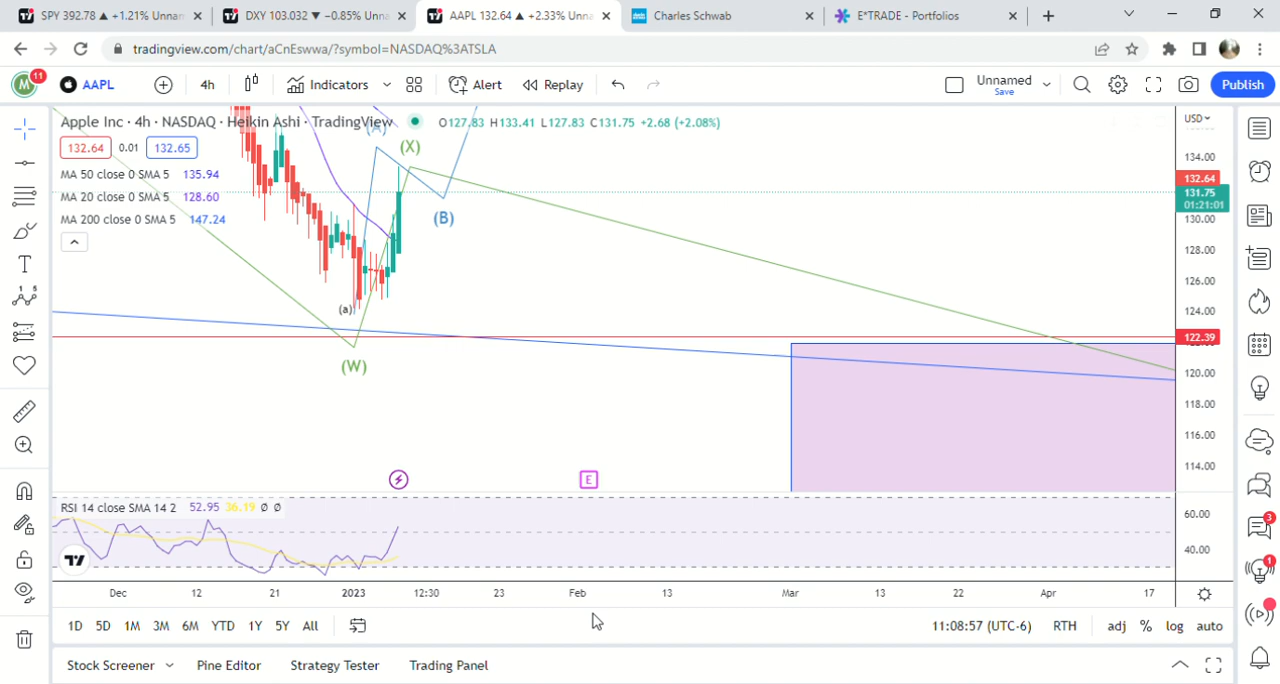 SPY 392.78 ▲ +1.21% Unnar
DXY 103.032 ▼ −0.85% Unna
AAPL 132.64 ▲ +2.33% Unna
Charles Schwab
E*TRADE - Portfolios
tradingview.com/chart/aCnEswwa/?symbol=NASDAQ%3ATSLA
M 11 AAPL 4h Indicators Alert Replay Unnamed Publish
Save
Apple Inc · 4h · NASDAQ · Heikin Ashi · TradingView O127.83 H133.41 L127.83 C131.75 +2.68 (+2.08%) USD
132.64 0.01 132.65
MA 50 close 0 SMA 5 135.94
MA 20 close 0 SMA 5 128.60
MA 200 close 0 SMA 5 147.24
(A)
(X)
(B)
(a)
(W)
134.00
132.64
131.75
01:21:01
130.00
128.00
126.00
124.00
122.39
120.00
118.00
116.00
114.00
E
RSI 14 close SMA 14 2 52.95 36.19 Ø Ø
60.00
40.00
Dec 12 21 2023 12:30 23 Feb 13 Mar 13 22 Apr 17
1D 5D 1M 3M 6M YTD 1Y 5Y All 11:08:57 (UTC-6) RTH adj % log auto
Stock Screener Pine Editor Strategy Tester Trading Panel
3
1